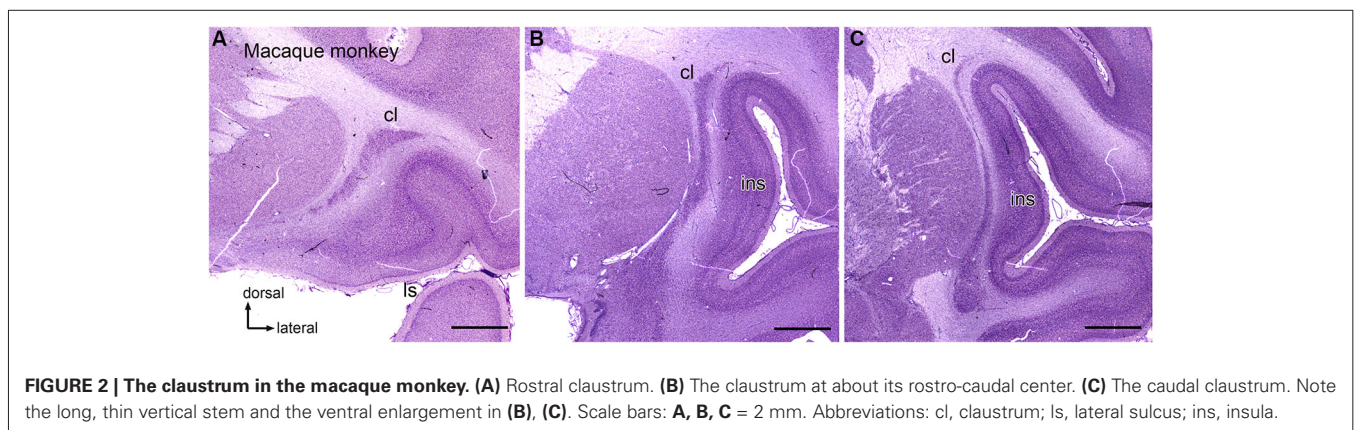 A
Macaque monkey
cl
ls
dorsal
lateral
B
cl
ins
C
cl
ins
FIGURE 2 | The claustrum in the macaque monkey. (A) Rostral claustrum. (B) The claustrum at about its rostro-caudal center. (C) The caudal claustrum. Note
the long, thin vertical stem and the ventral enlargement in (B), (C). Scale bars: A, B, C = 2 mm. Abbreviations: cl, claustrum; ls, lateral sulcus; ins, insula.